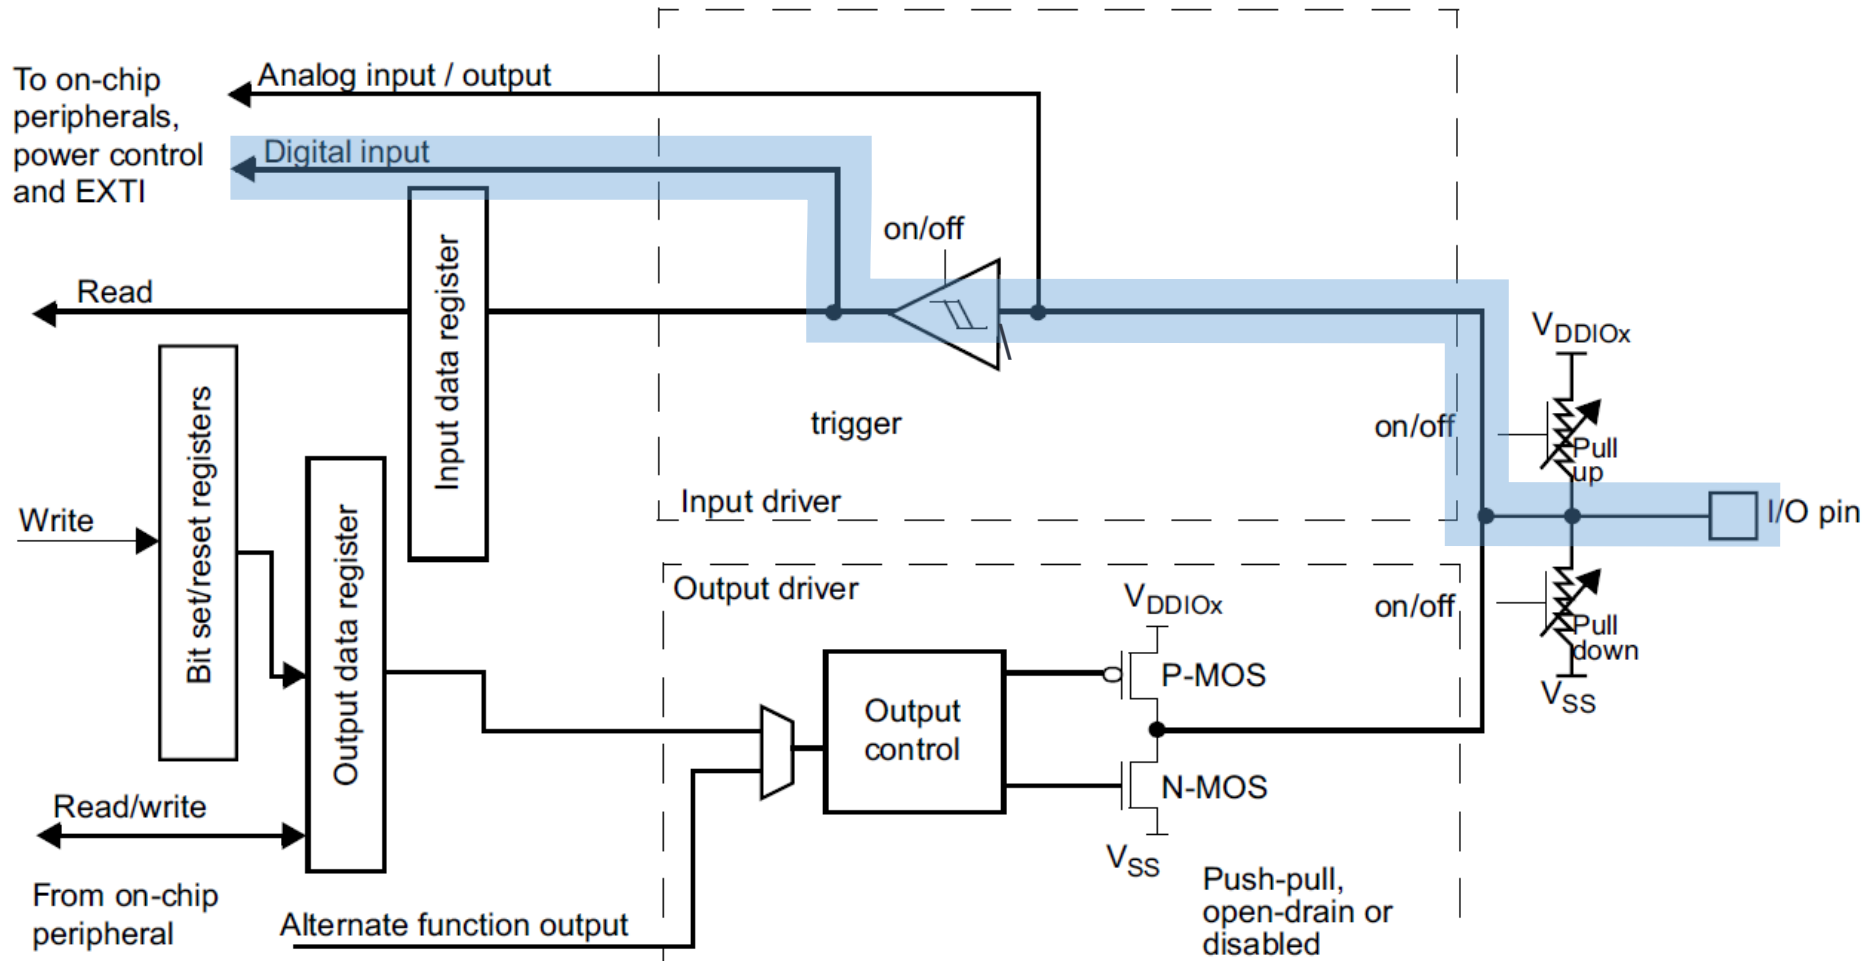 To on-chip
peripherals,
power control
and EXTI
Analog input / output
Digital input
on/off
Read
Input data register
trigger
Input driver
on/off
VDDIOx
Pull
up
I/O pin
Write
Bit set/reset registers
Output data register
Output driver
VDDIOx
on/off
Pull
down
VSS
P-MOS
Output
control
N-MOS
VSS
Read/write
From on-chip
peripheral
Alternate function output
Push-pull,
open-drain or
disabled